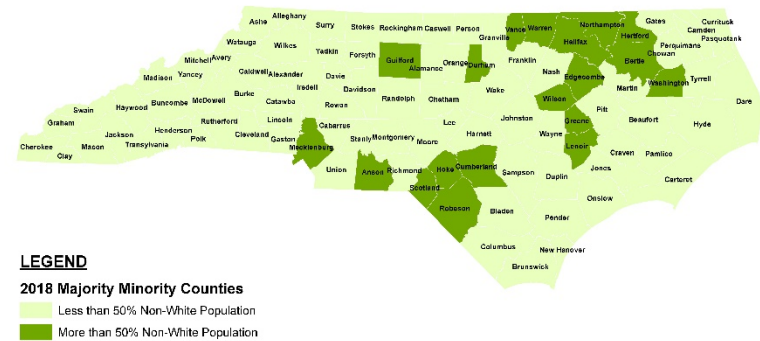 Ashe Alleghany Surry Stokes Rockingham Caswell Person Granville Vance Warren Northampton Gates Currituck
Camden
Pasquotank
Halifax Hertford Perquimans
Chowan
Watauga Wilkes Yadkin Forsyth Guilford Alamance Orange Durham Franklin Nash Edgecombe Bertie Martin Washington Tyrrell Dare
Mitchell Avery Caldwell Alexander Iredell Davie Davidson Randolph Chatham Wake Wilson Pitt Beaufort Hyde
Madison Yancey Burke Catawba Rowan Johnston Greene
Swain Haywood Buncombe McDowell Lincoln Cabarrus Lee Harnett Wayne Lenoir Craven Pamlico
Graham Jackson Henderson Rutherford Cleveland Gaston Mecklenburg Stanly Montgomery Moore
Cherokee Clay Macon Transylvania Polk Union Anson Richmond Hoke Cumberland Sampson Duplin Jones Carteret
Scotland Robeson Bladen Pender Onslow
Columbus New Hanover
Brunswick
LEGEND
2018 Majority Minority Counties
Less than 50% Non-White Population
More than 50% Non-White Population